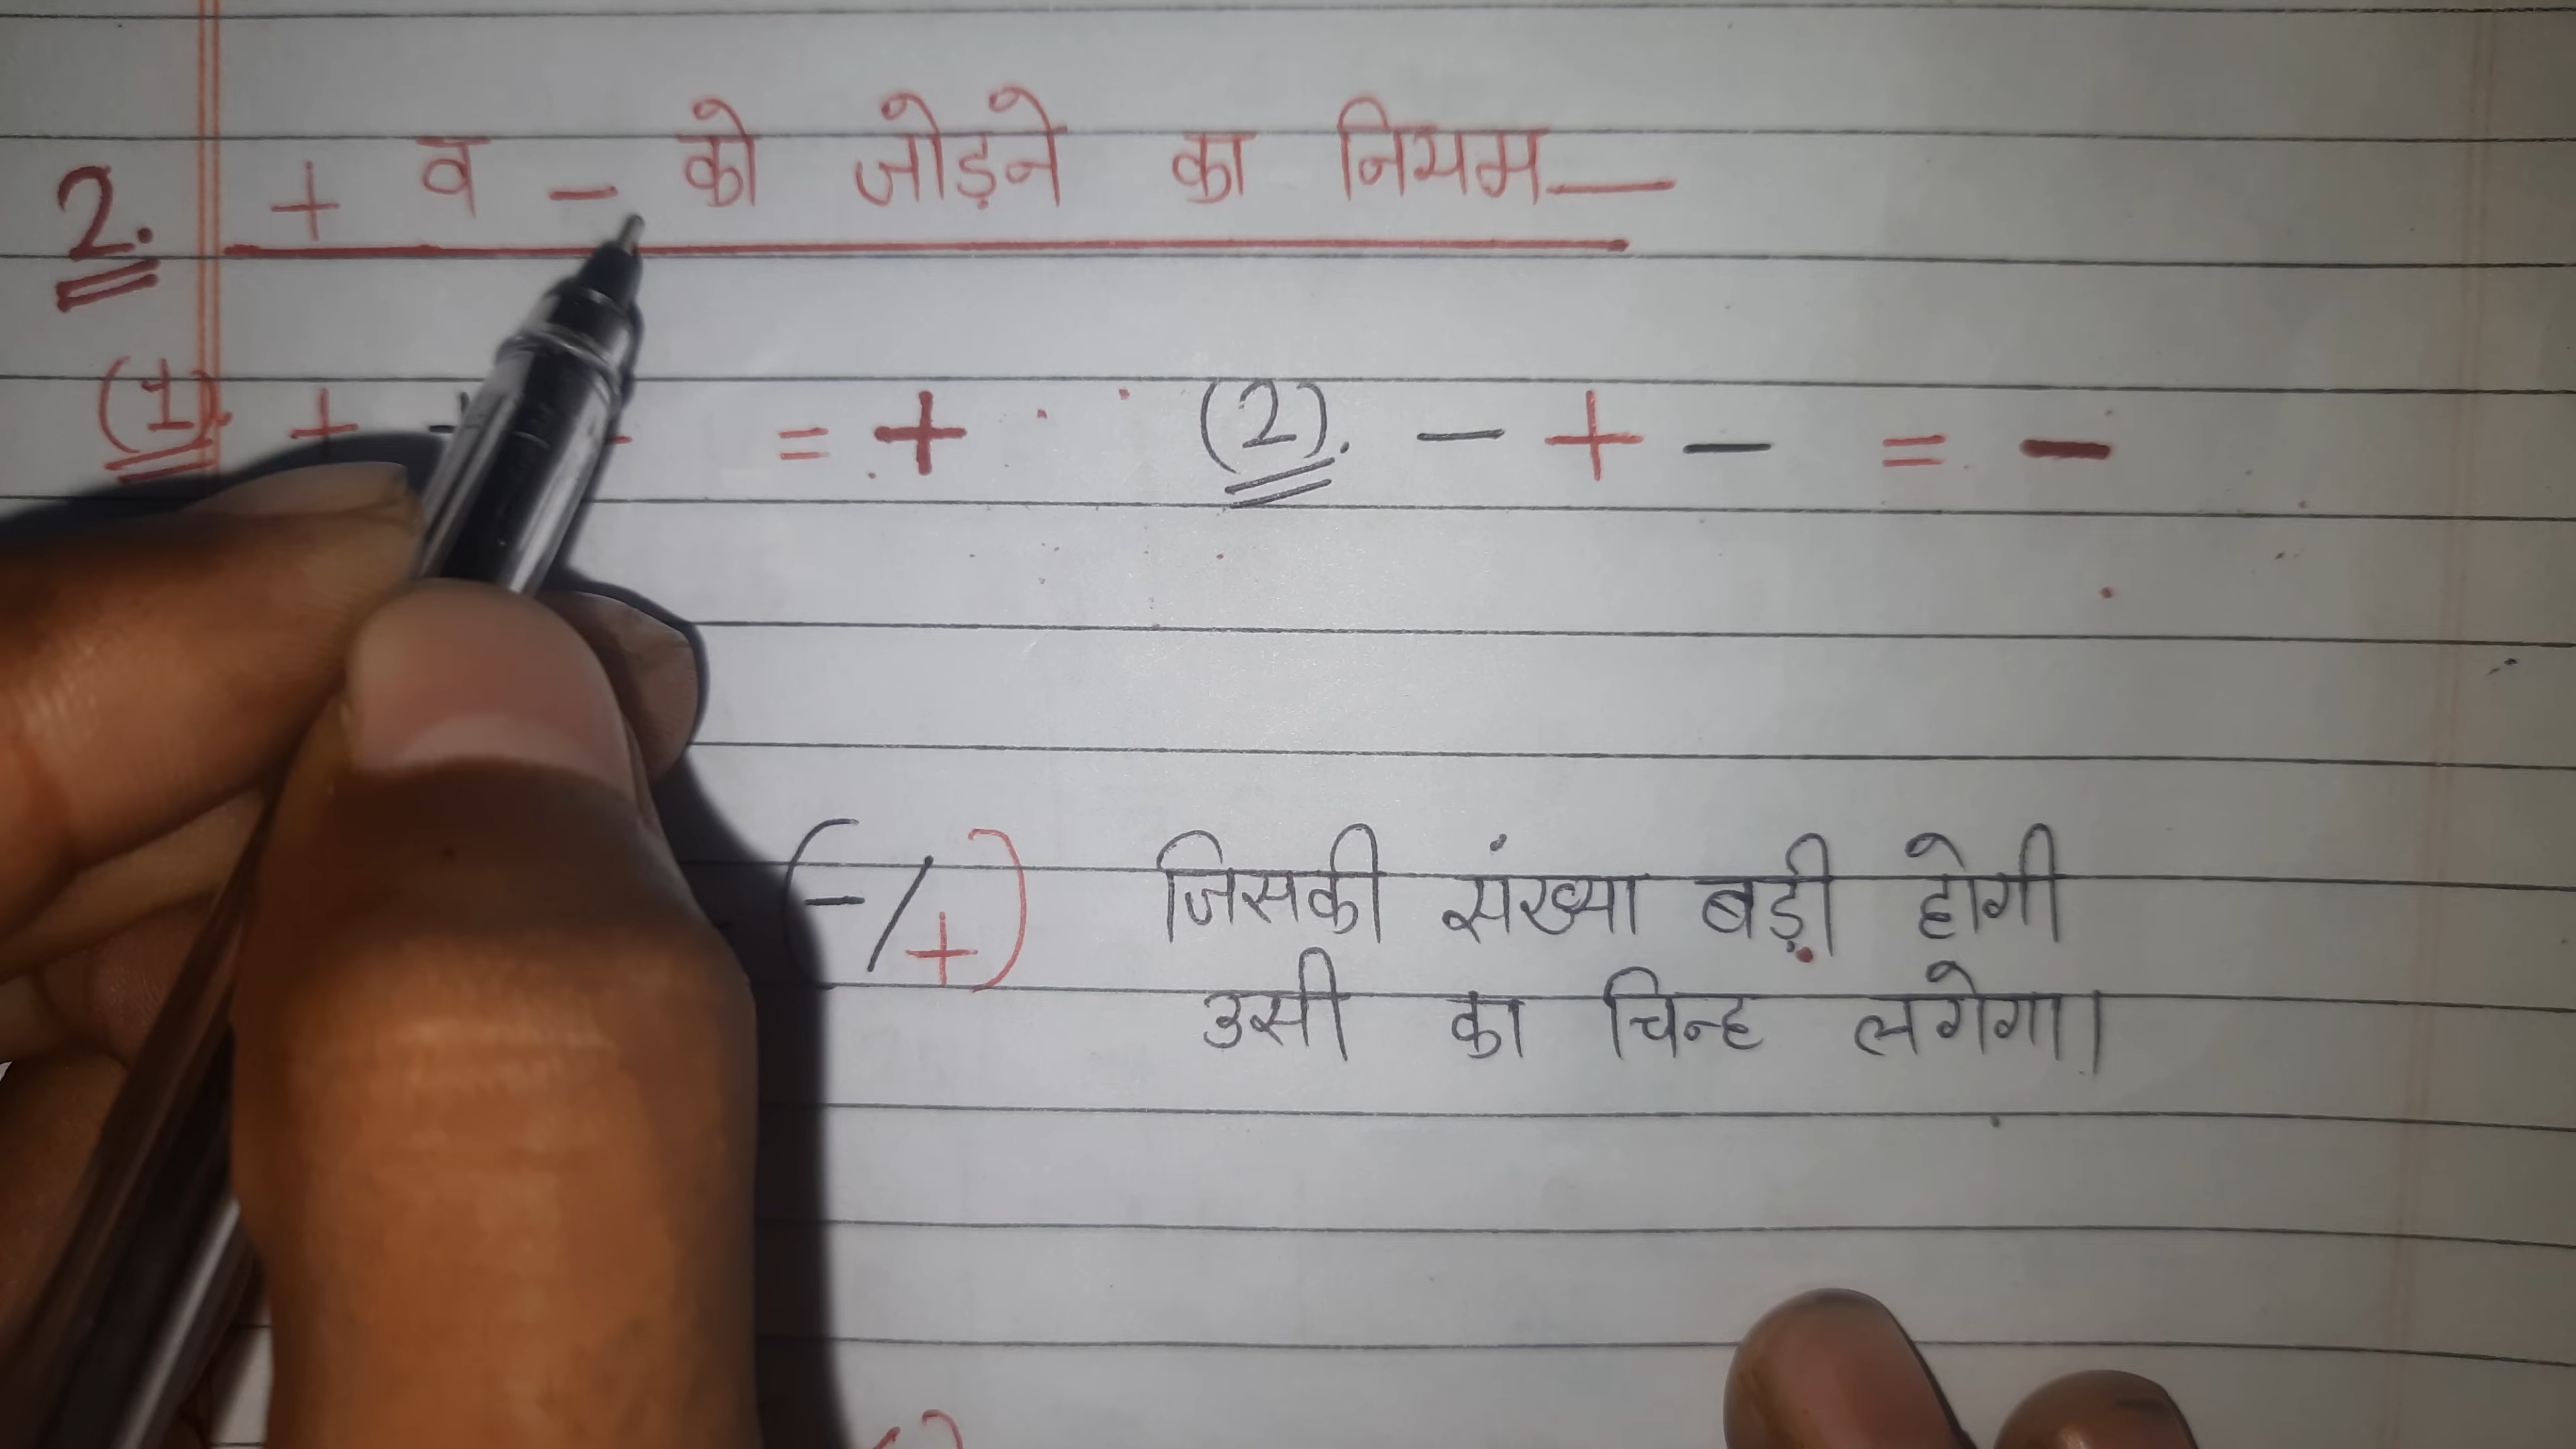 2. + व - को जोड़ने का नियम—
(1). + + = + (2). - + - = -
(-/+) जिसकी संख्या बड़ी होगी
उसी का चिन्ह लगेगा।